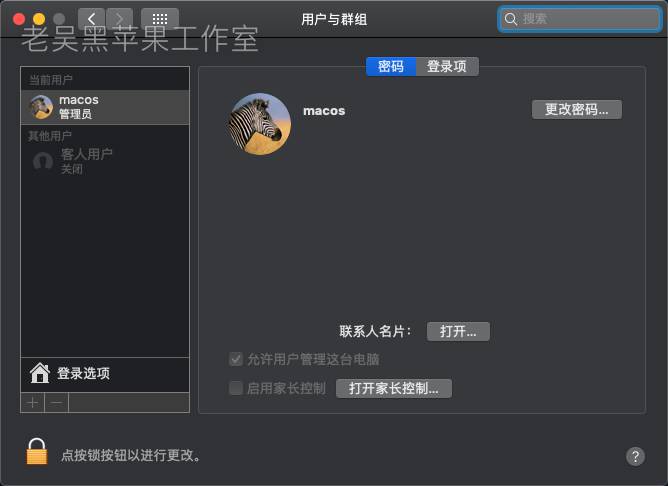 用户与群组
搜索
老吴黑苹果工作室
密码
登录项
当前用户
macos
管理员
其他用户
客人用户
关闭
macos
更改密码...
联系人名片：
打开...
允许用户管理这台电脑
启用家长控制
打开家长控制...
登录选项
点按锁按钮以进行更改。
?